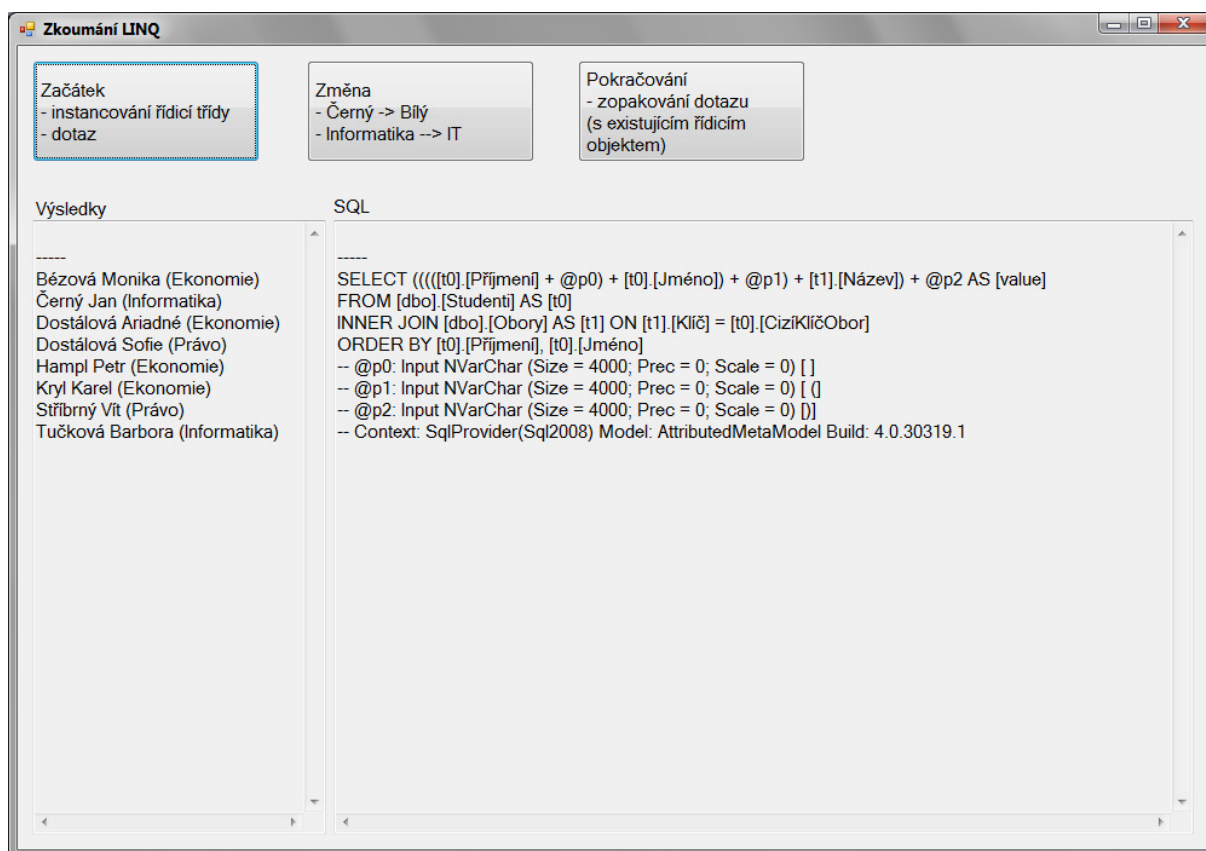 Zkoumání LINQ
Začátek
- instancování řídicí třídy
- dotaz
Změna
- Černý -> Bílý
- Informatika --> IT
Pokračování
- zopakování dotazu
(s existujícím řídicím
objektem)
Výsledky
-----
Bézová Monika (Ekonomie)
Černý Jan (Informatika)
Dostálová Ariadné (Ekonomie)
Dostálová Sofie (Právo)
Hampl Petr (Ekonomie)
Kryl Karel (Ekonomie)
Stříbrný Vít (Právo)
Tučková Barbora (Informatika)
SQL
-----
SELECT ((((([t0].[Příjmení] + @p0) + [t0].[Jméno]) + @p1) + [t1].[Název]) + @p2 AS [value]
FROM [dbo].[Studenti] AS [t0]
INNER JOIN [dbo].[Obory] AS [t1] ON [t1].[Klíč] = [t0].[CizíKlíčObor]
ORDER BY [t0].[Příjmení], [t0].[Jméno]
-- @p0: Input NVarChar (Size = 4000; Prec = 0; Scale = 0) [ ]
-- @p1: Input NVarChar (Size = 4000; Prec = 0; Scale = 0) [ (]
-- @p2: Input NVarChar (Size = 4000; Prec = 0; Scale = 0) [)]
-- Context: SqlProvider(Sql2008) Model: AttributedMetaModel Build: 4.0.30319.1